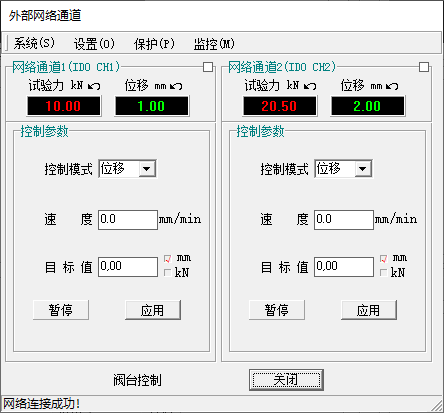 外部网络通道
系统(S) 设置(O) 保护(P) 监控(M)
网络通道1(IDO CH1)
试验力 kN 位移 mm
10.00 1.00
控制参数
控制模式 位移
速 度 0.0 mm/min
目 标 值 0,00 mm
kN
暂停 应用
网络通道2(IDO CH2)
试验力 kN 位移 mm
20.50 2.00
控制参数
控制模式 位移
速 度 0.0 mm/min
目 标 值 0,00 mm
kN
暂停 应用
阀台控制 关闭
网络连接成功!